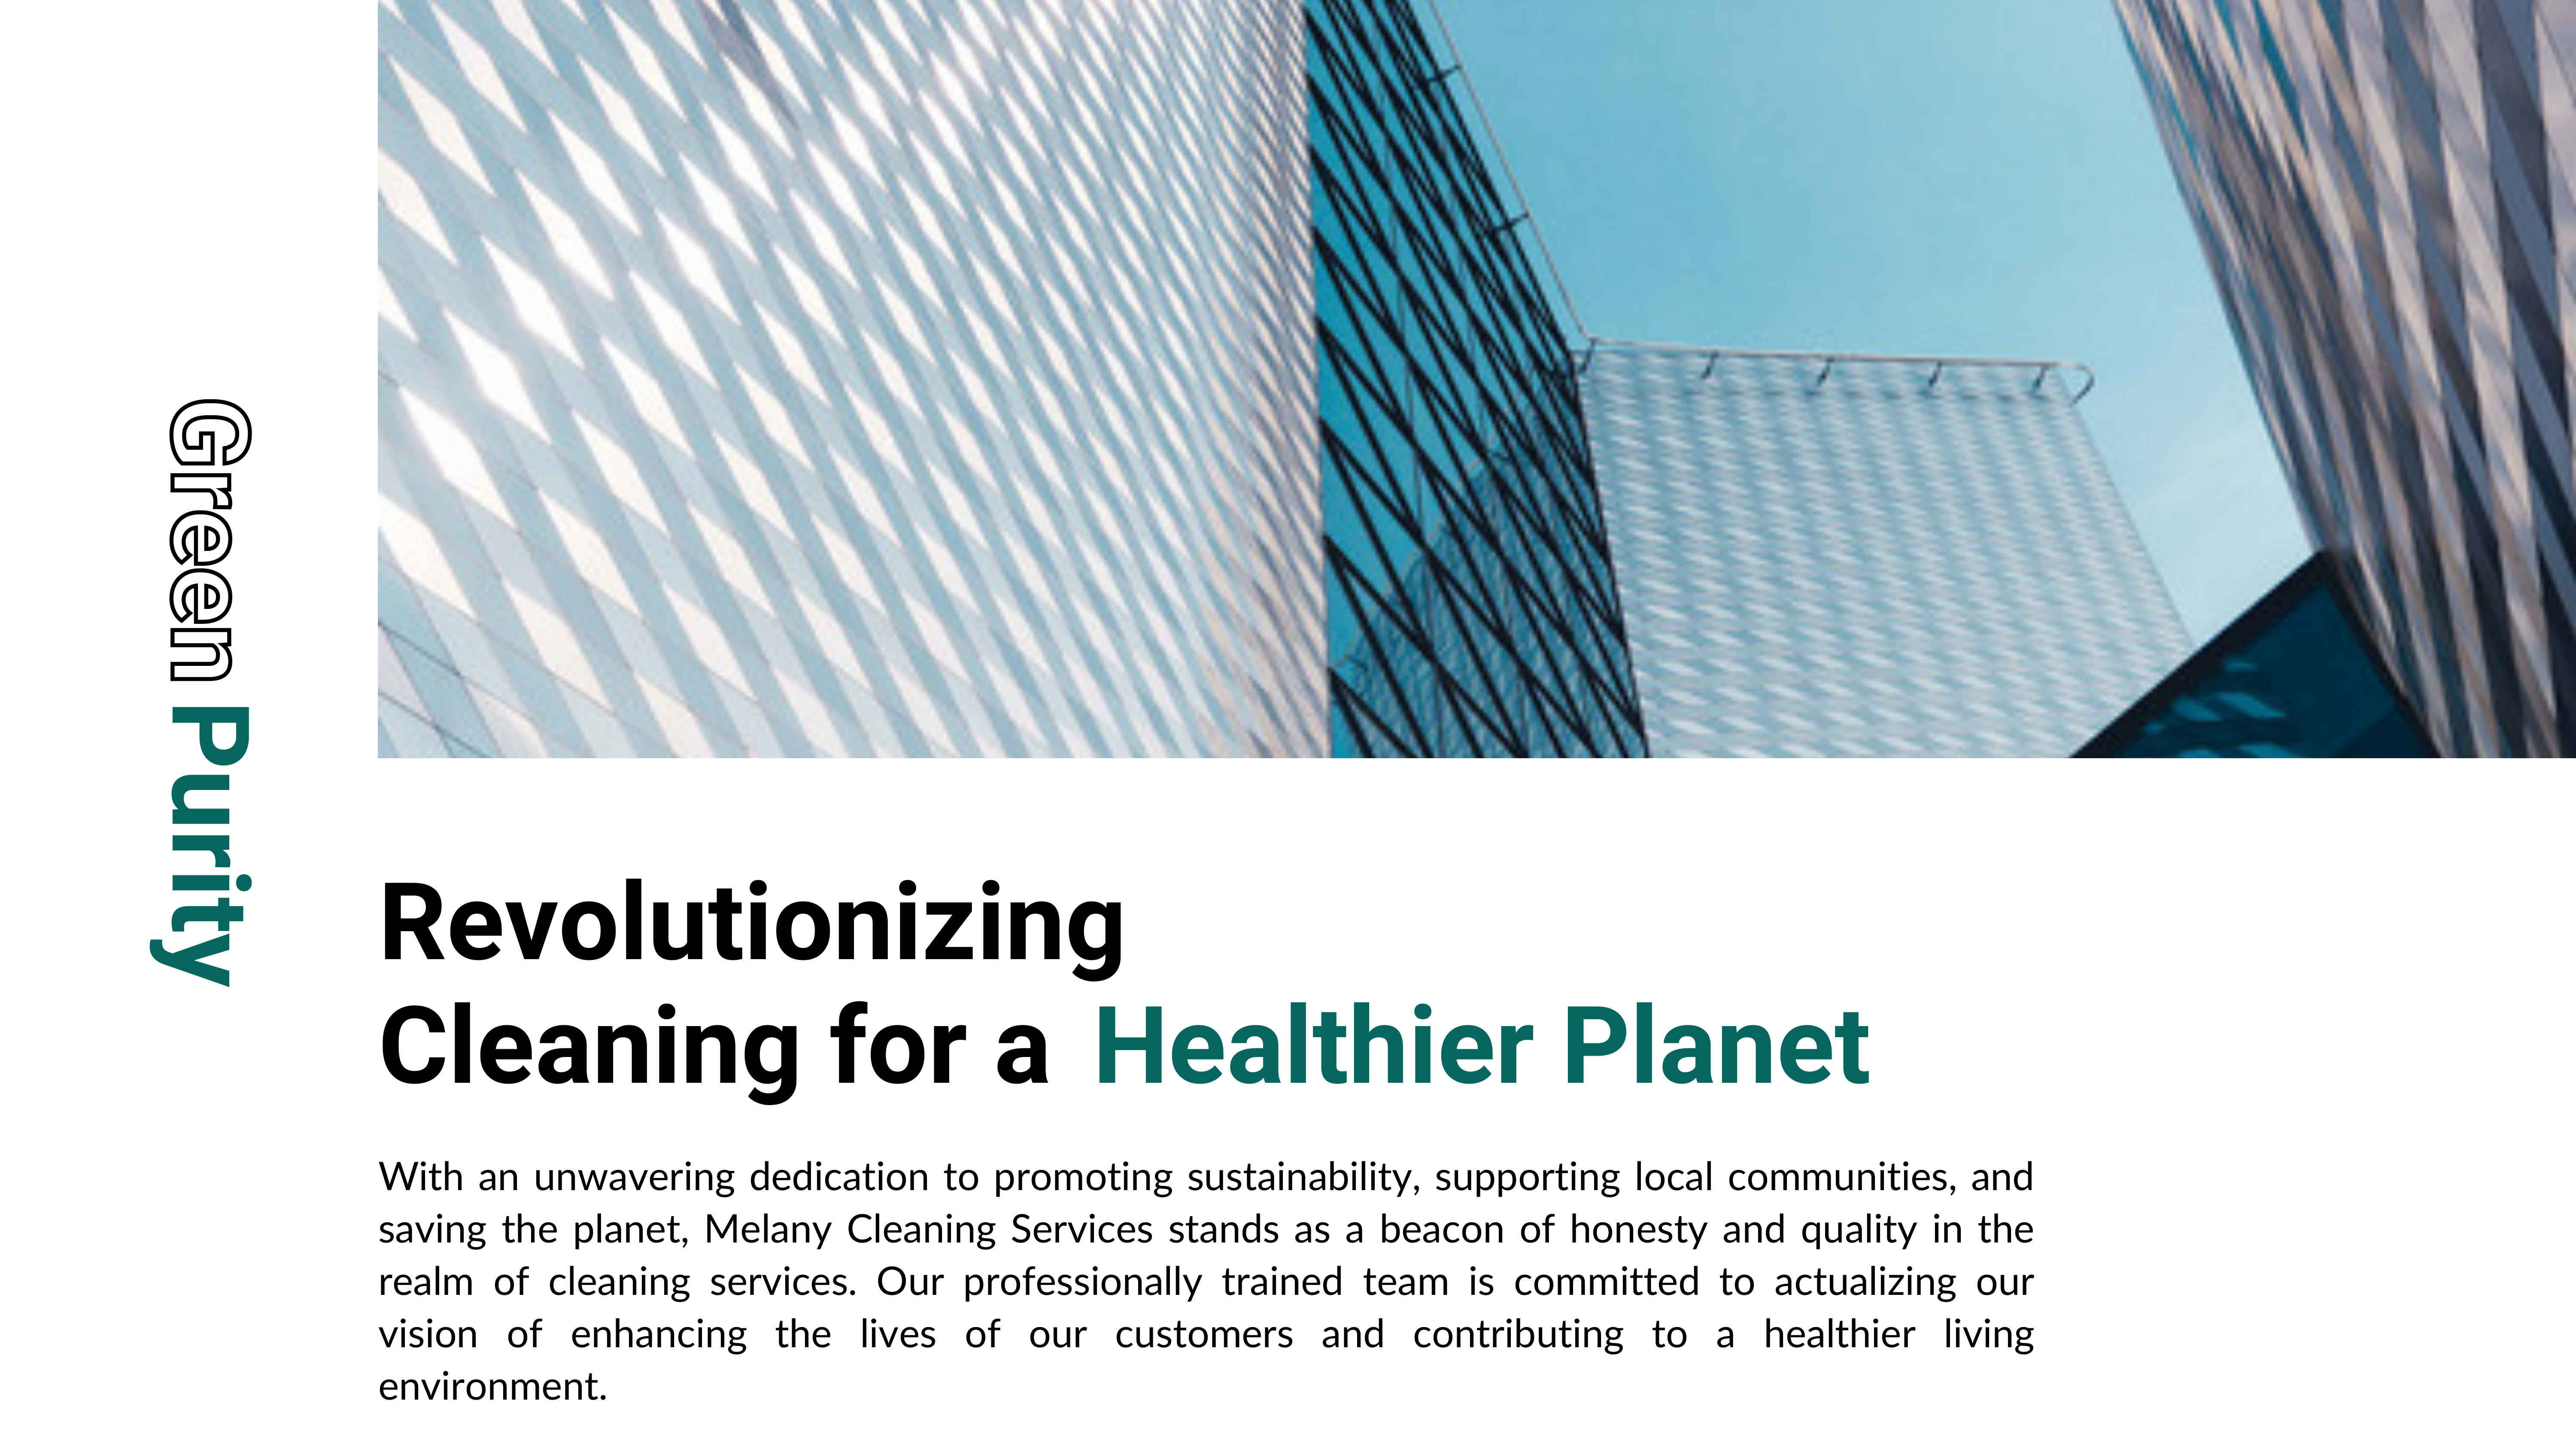 Green Purity
Revolutionizing
Cleaning for a Healthier Planet
With an unwavering dedication to promoting sustainability, supporting local communities, and
saving the planet, Melany Cleaning Services stands as a beacon of honesty and quality in the
realm of cleaning services. Our professionally trained team is committed to actualizing our
vision of enhancing the lives of our customers and contributing to a healthier living
environment.